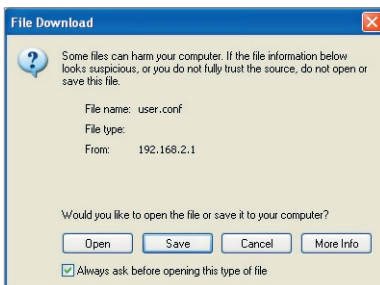 File Download
Some files can harm your computer. If the file information below
looks suspicious, or you do not fully trust the source, do not open or
save this file.
File name: user.conf
File type:
From: 192.168.2.1
Would you like to open the file or save it to your computer?
Open Save Cancel More Info
Always ask before opening this type of file